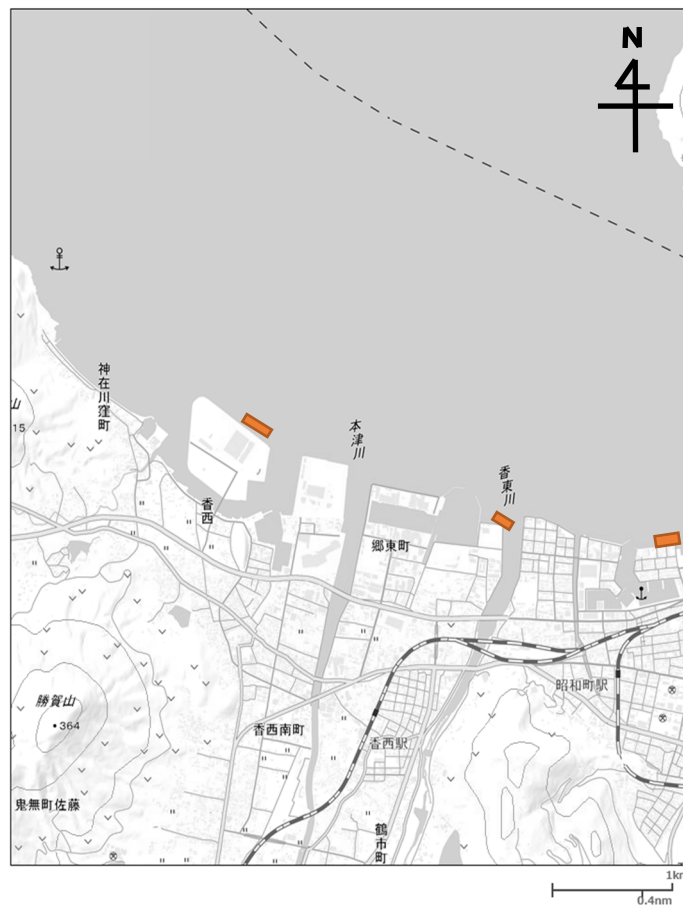 N
神在川窪町
山
15
本津川
香東川
香西
郷東町
昭和町駅
勝賀山
364
香西南町
香西駅
鬼無町佐藤
鶴市町
1km
0.4nm